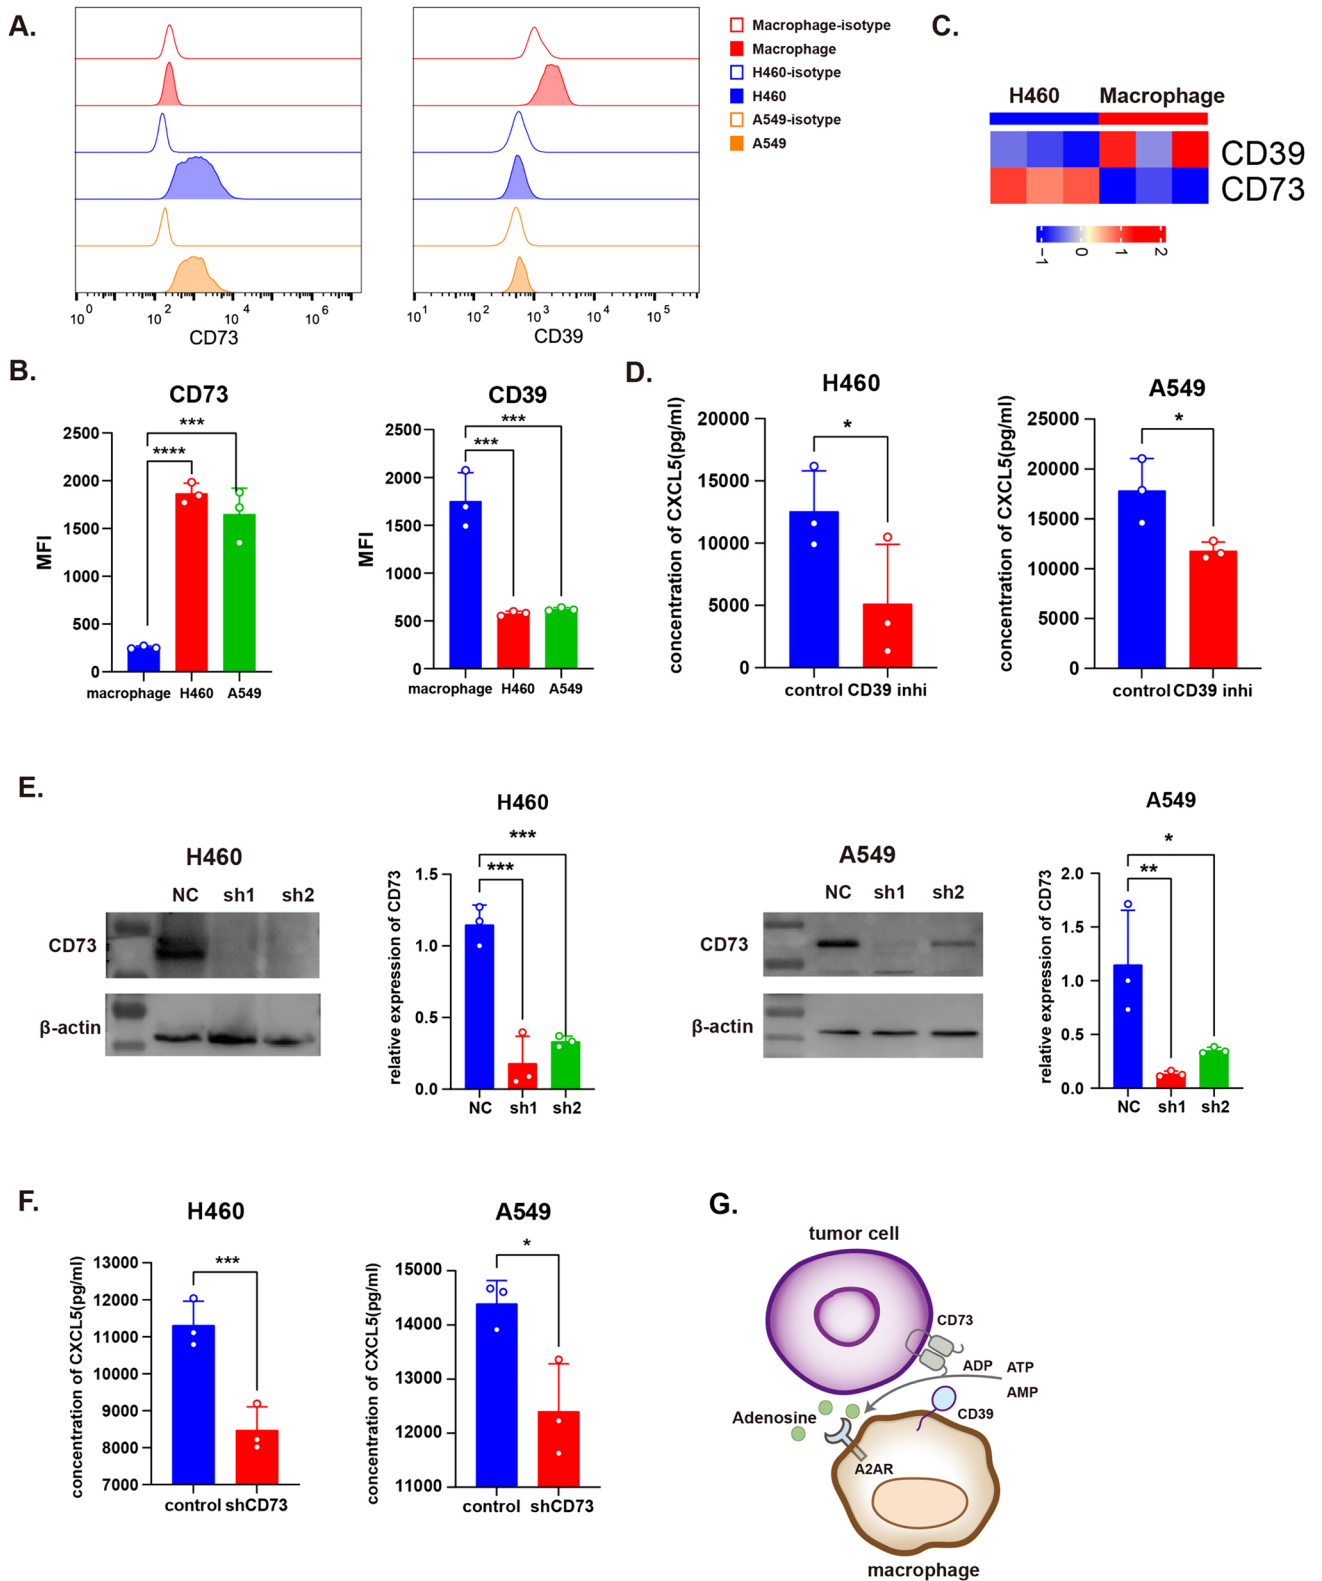 A.
Macrophage-isotype
Macrophage
H460-isotype
H460
A549-isotype
A549
10^0 10^2 10^4 10^6
CD73
10^1 10^2 10^3 10^4 10^5
CD39
C.
H460 Macrophage
CD39
CD73
-1 0 1 2
B.
CD73
***
****
MFI
2500
2000
1500
1000
500
0
macrophage H460 A549
CD39
***
***
MFI
2500
2000
1500
1000
500
0
macrophage H460 A549
D.
H460
*
concentration of CXCL5(pg/ml)
20000
15000
10000
5000
0
control CD39 inhi
A549
*
concentration of CXCL5(pg/ml)
25000
20000
15000
10000
5000
0
control CD39 inhi
E.
H460
NC sh1 sh2
CD73
β-actin
H460
***
***
relative expression of CD73
1.5
1.0
0.5
0.0
NC sh1 sh2
A549
NC sh1 sh2
CD73
β-actin
A549
*
**
relative expression of CD73
2.0
1.5
1.0
0.5
0.0
NC sh1 sh2
F.
H460
***
concentration of CXCL5(pg/ml)
13000
12000
11000
10000
9000
8000
7000
control shCD73
A549
*
concentration of CXCL5(pg/ml)
15000
14000
13000
12000
11000
control shCD73
G.
tumor cell
CD73
ADP ATP
AMP
CD39
Adenosine
A2AR
macrophage